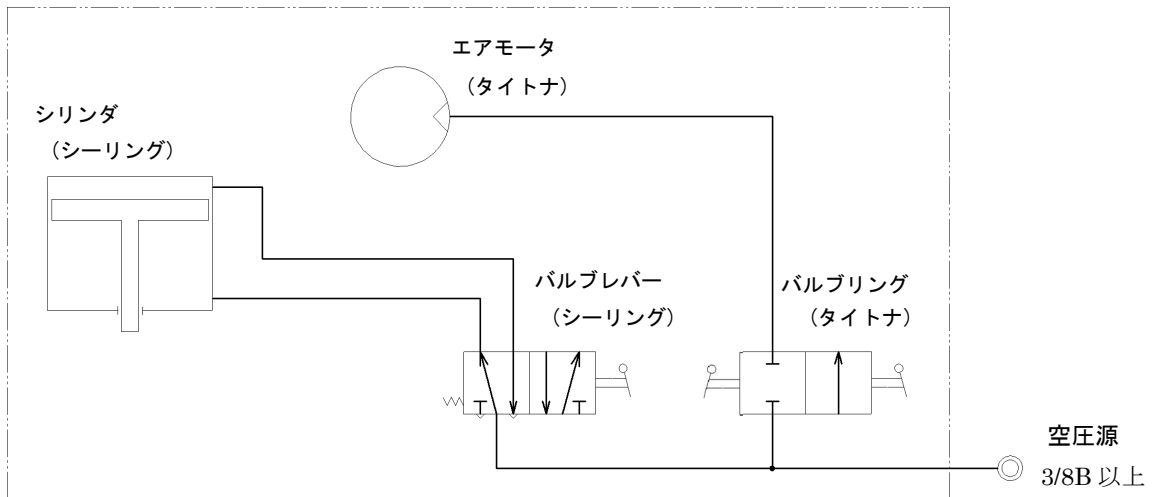 エアモータ
(タイトナ)
シリンダ
(シーリング)
バルブレバー
(シーリング)
バルブリング
(タイトナ)
空圧源
3/8B 以上